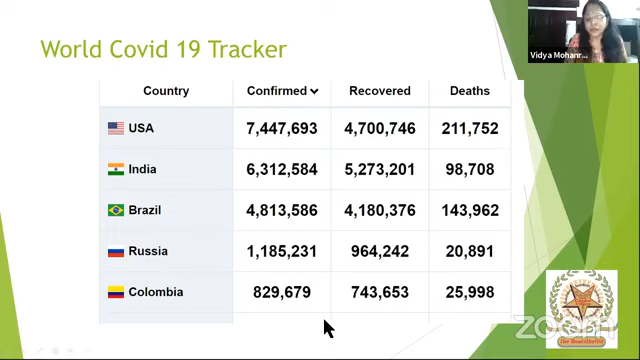 World Covid 19 Tracker
Vidya Mohanr...
Country Confirmed Recovered Deaths
USA 7,447,693 4,700,746 211,752
India 6,312,584 5,273,201 98,708
Brazil 4,813,586 4,180,376 143,962
Russia 1,185,231 964,242 20,891
Colombia 829,679 743,653 25,998
zoom